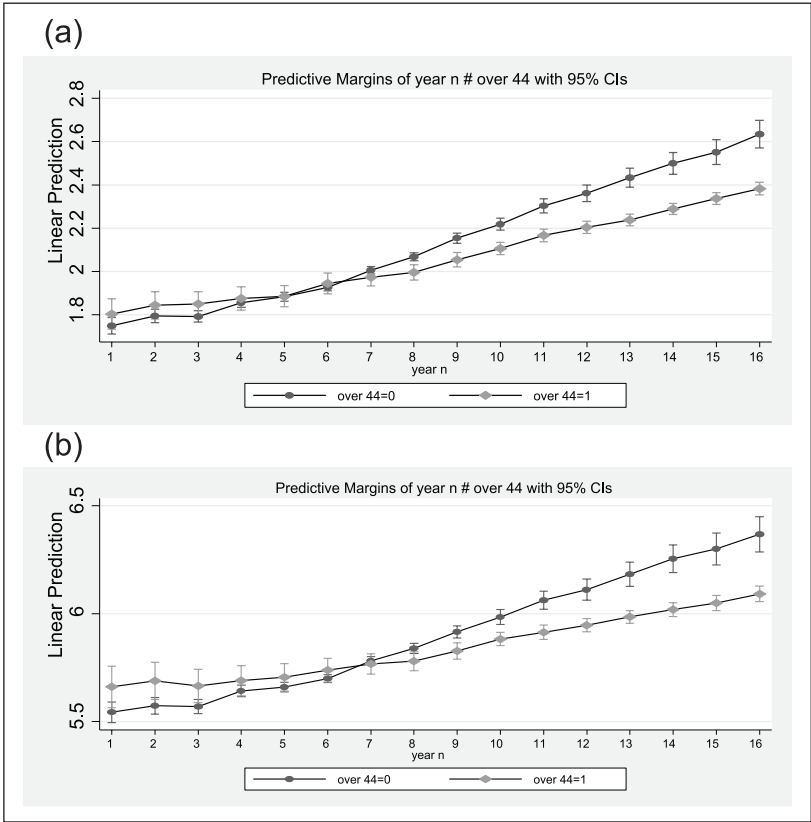 (a)
Predictive Margins of year n # over 44 with 95% CIs
Linear Prediction
2.8
2.6
2.4
2.2
2
1.8
1 2 3 4 5 6 7 8 9 10 11 12 13 14 15 16
year n
over 44=0 over 44=1
(b)
Predictive Margins of year n # over 44 with 95% CIs
Linear Prediction
6.5
6
5.5
1 2 3 4 5 6 7 8 9 10 11 12 13 14 15 16
year n
over 44=0 over 44=1